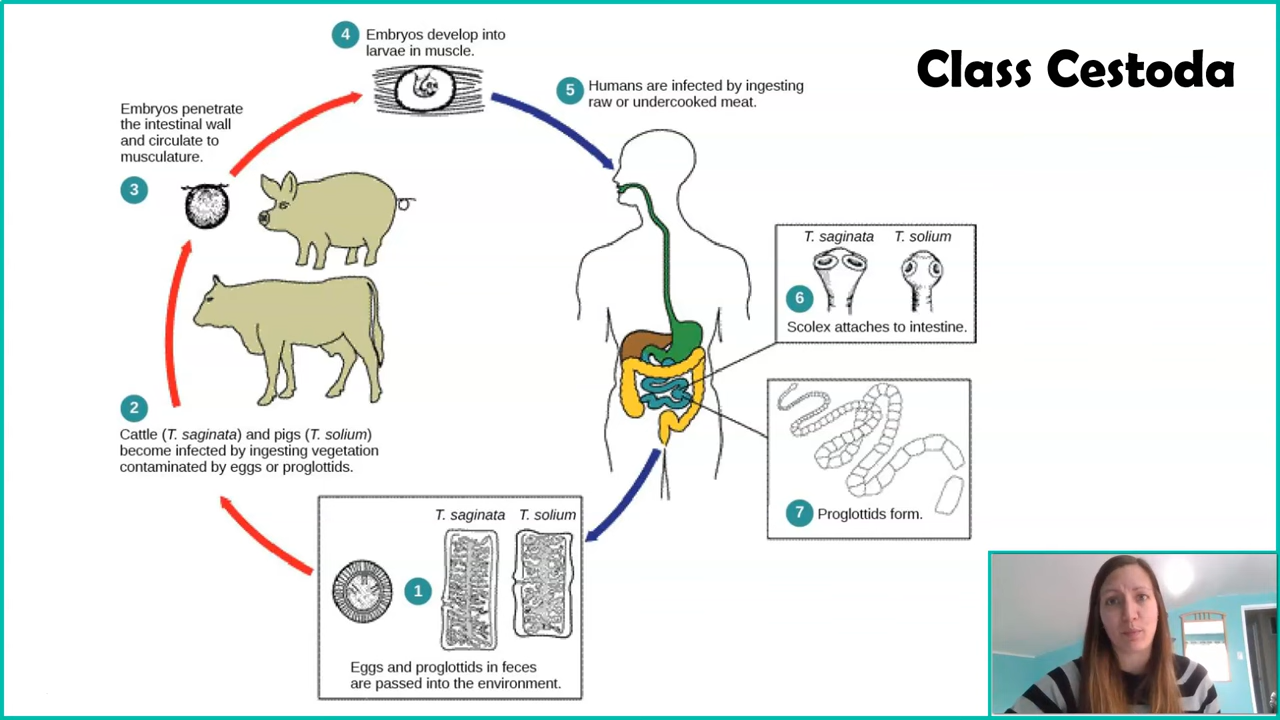 Class Cestoda
4
Embryos develop into
larvae in muscle.
5
Humans are infected by ingesting
raw or undercooked meat.
Embryos penetrate
the intestinal wall
and circulate to
musculature.
3
T. saginata T. solium
6
Scolex attaches to intestine.
2
Cattle (T. saginata) and pigs (T. solium)
become infected by ingesting vegetation
contaminated by eggs or proglottids.
7
Proglottids form.
T. saginata T. solium
1
Eggs and proglottids in feces
are passed into the environment.